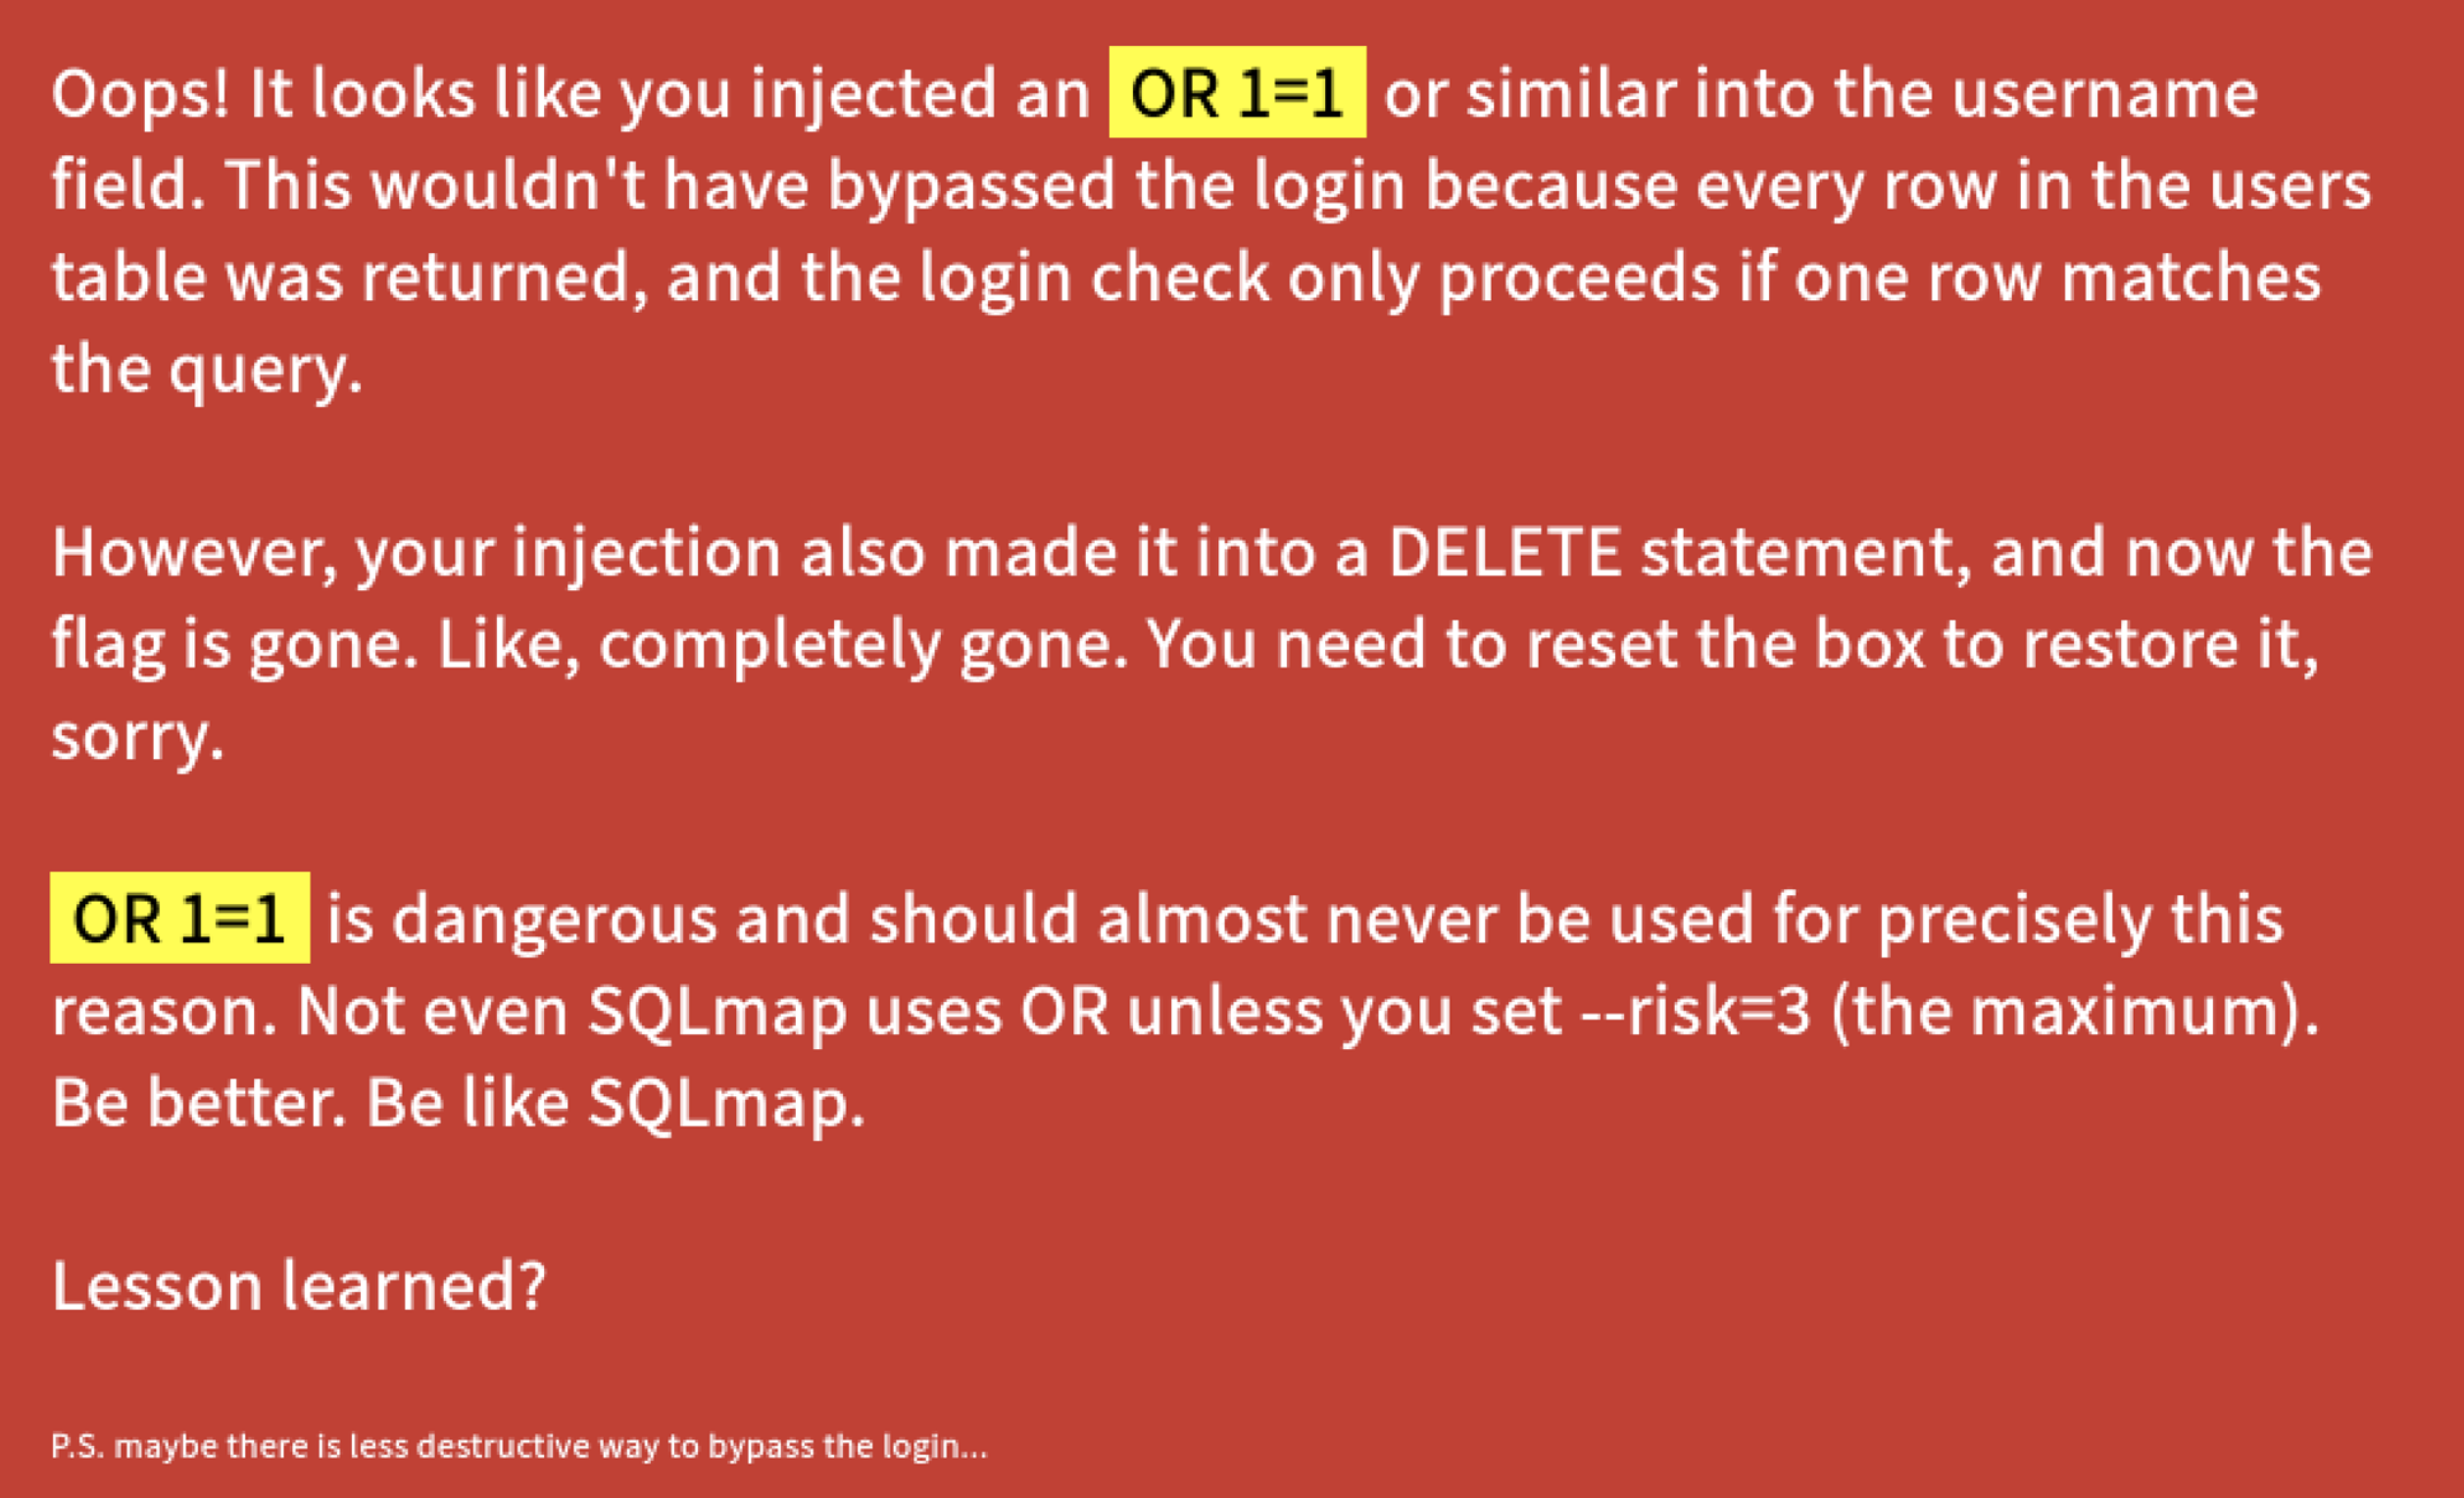 Oops! It looks like you injected an OR 1=1 or similar into the username
field. This wouldn't have bypassed the login because every row in the users
table was returned, and the login check only proceeds if one row matches
the query.
However, your injection also made it into a DELETE statement, and now the
flag is gone. Like, completely gone. You need to reset the box to restore it,
sorry.
OR 1=1 is dangerous and should almost never be used for precisely this
reason. Not even SQLmap uses OR unless you set --risk=3 (the maximum).
Be better. Be like SQLmap.
Lesson learned?
P.S. maybe there is less destructive way to bypass the login...